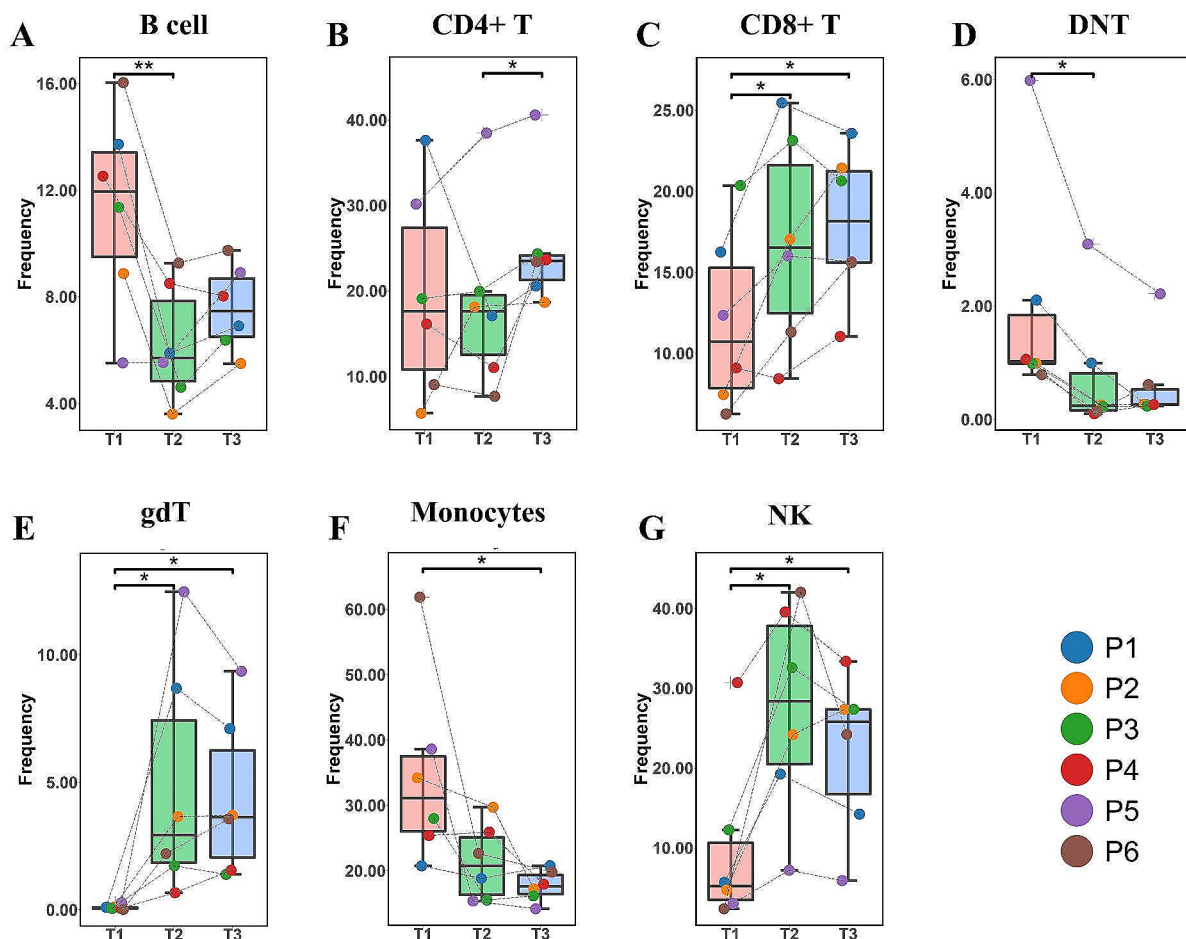 A B cell
B CD4+ T
C CD8+ T
D DNT
Frequency
16.00
12.00
8.00
4.00
**
T1 T2 T3
Frequency
40.00
30.00
20.00
10.00
*
T1 T2 T3
Frequency
25.00
20.00
15.00
10.00
*
*
T1 T2 T3
Frequency
6.00
4.00
2.00
0.00
*
T1 T2 T3
E gdT
F Monocytes
G NK
Frequency
10.00
5.00
0.00
*
*
T1 T2 T3
Frequency
60.00
50.00
40.00
30.00
20.00
*
T1 T2 T3
Frequency
40.00
30.00
20.00
10.00
*
*
T1 T2 T3
P1
P2
P3
P4
P5
P6